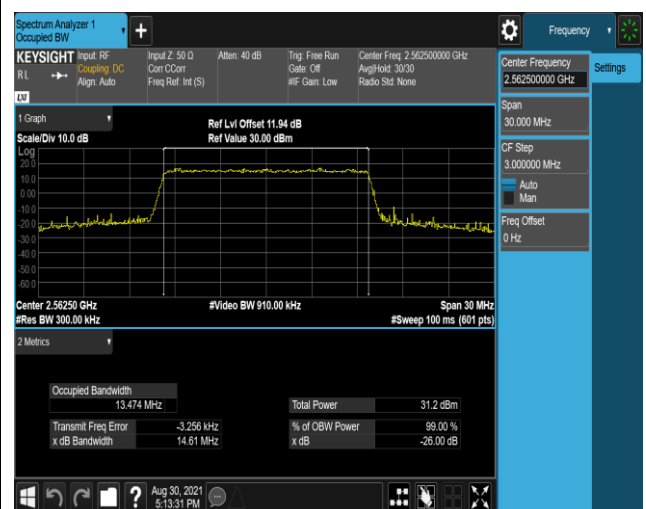 Spectrum Analyzer 1
Occupied BW
Frequency
KEYSIGHT
RL
LXI
Input: RF
Coupling: DC
Align: Auto
Input Z: 50 Ω
Corr CCorr
Freq Ref: Int (S)
Atten: 40 dB
Trig: Free Run
Gate: Off
#IF Gain: Low
Center Freq: 2.562500000 GHz
Avg|Hold: 30/30
Radio Std: None
Center Frequency
2.562500000 GHz
Settings
Span
30.000 MHz
CF Step
3.000000 MHz
Auto
Man
Freq Offset
0 Hz
1 Graph
Scale/Div 10.0 dB
Ref Lvl Offset 11.94 dB
Ref Value 30.00 dBm
Log
20.0
10.0
0.00
-10.0
-20.0
-30.0
-40.0
-50.0
-60.0
Center 2.56250 GHz
#Video BW 910.00 kHz
Span 30 MHz
#Res BW 300.00 kHz
#Sweep 100 ms (601 pts)
2 Metrics
Occupied Bandwidth
13.474 MHz
Total Power 31.2 dBm
Transmit Freq Error -3.256 kHz
% of OBW Power 99.00 %
x dB Bandwidth 14.61 MHz
x dB -26.00 dB
?
Aug 30, 2021
5:13:31 PM